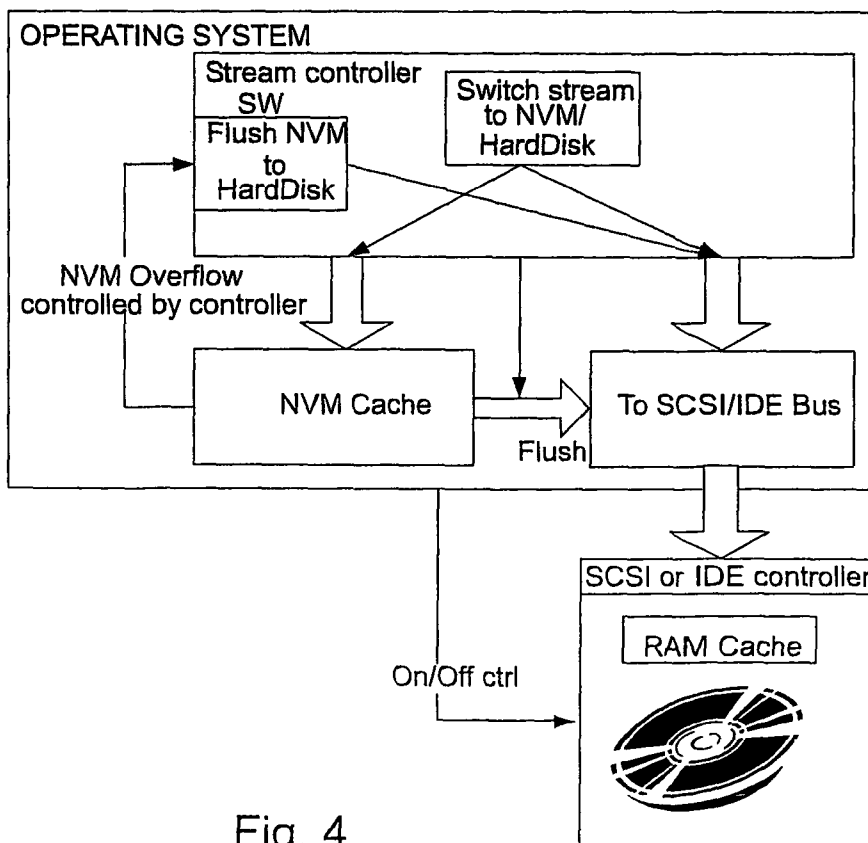 OPERATING SYSTEM
Stream controller
SW
Flush NVM
to
HardDisk
Switch stream
to NVM/
HardDisk
NVM Overflow
controlled by controller
NVM Cache
Flush
To SCSI/IDE Bus
SCSI or IDE controller
RAM Cache
On/Off ctrl
Fig. 4